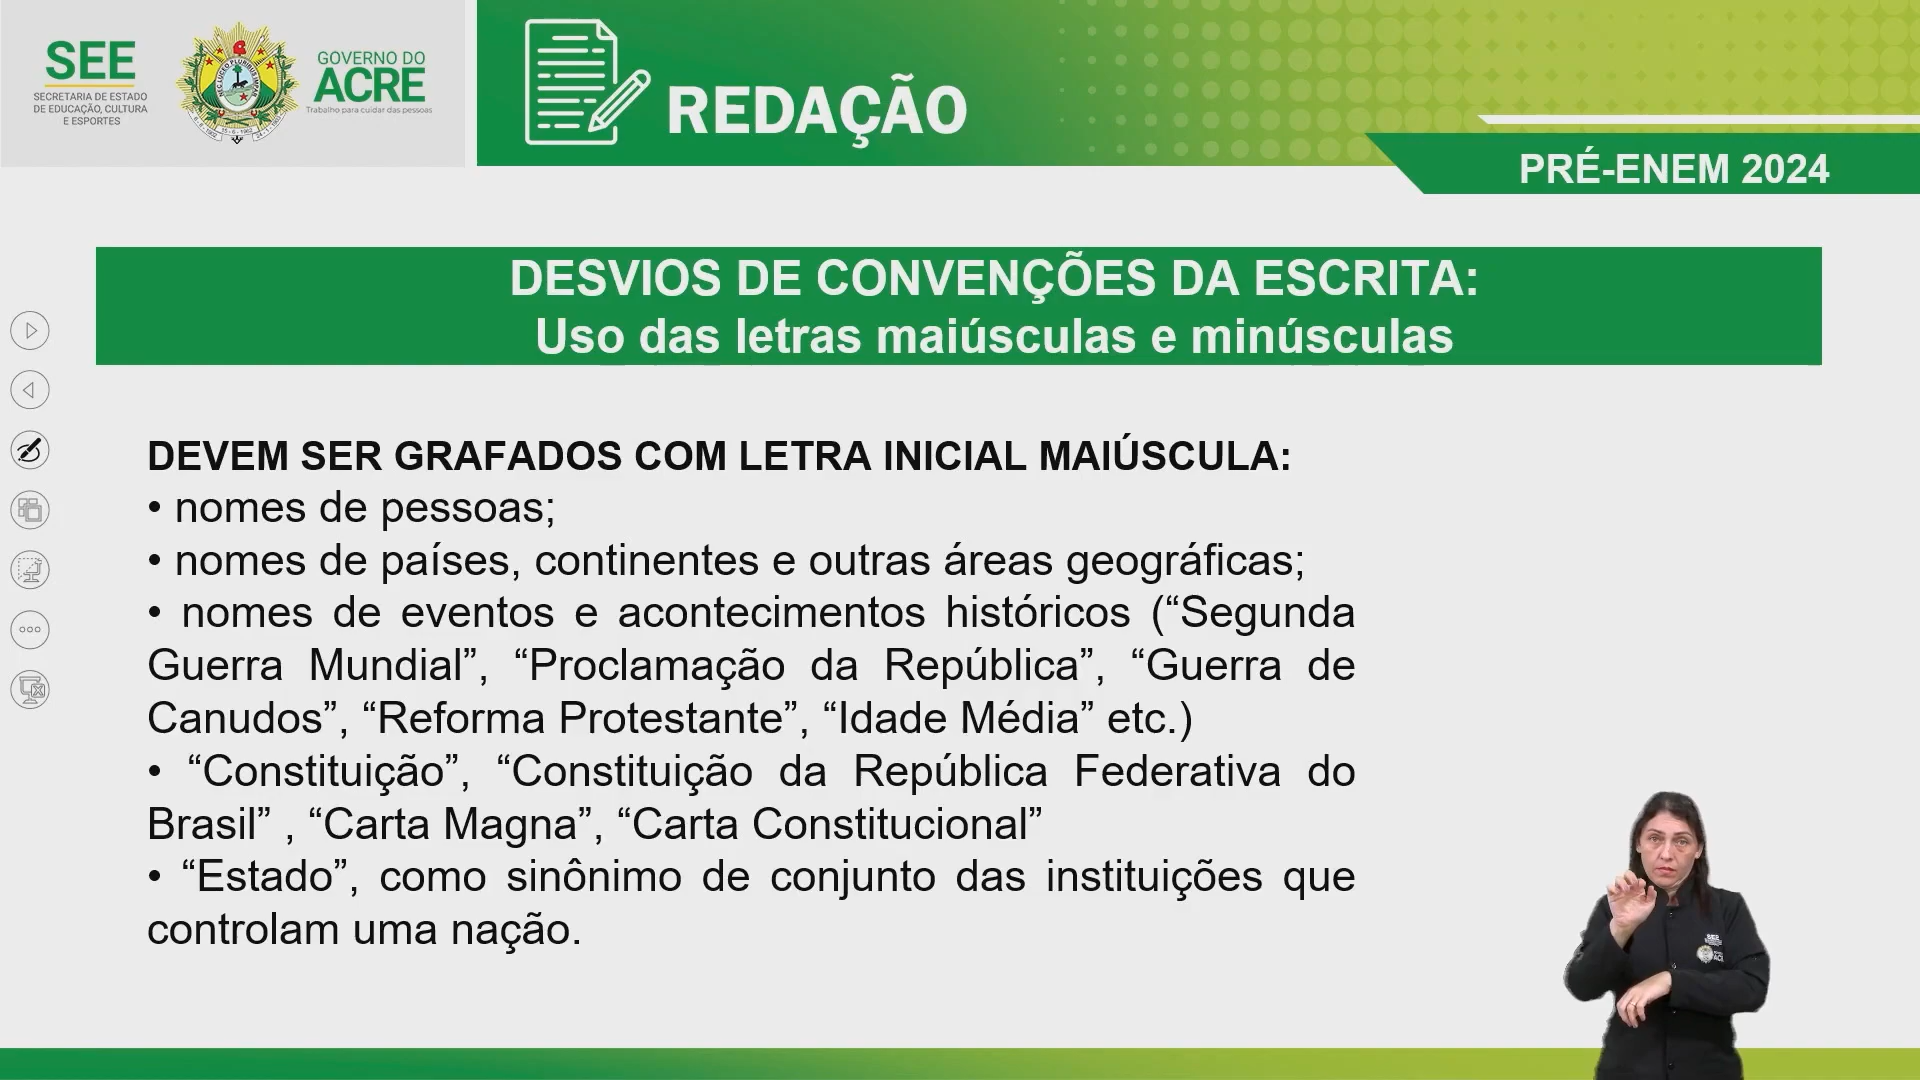 SEE
SECRETARIA DE ESTADO
DE EDUCAÇÃO, CULTURA
E ESPORTES
GOVERNO DO
ACRE
Trabalho para cuidar das pessoas
REDAÇÃO
PRÉ-ENEM 2024
DESVIOS DE CONVENÇÕES DA ESCRITA:
Uso das letras maiúsculas e minúsculas
DEVEM SER GRAFADOS COM LETRA INICIAL MAIÚSCULA:
• nomes de pessoas;
• nomes de países, continentes e outras áreas geográficas;
• nomes de eventos e acontecimentos históricos (“Segunda
Guerra Mundial”, “Proclamação da República”, “Guerra de
Canudos”, “Reforma Protestante”, “Idade Média” etc.)
• “Constituição”, “Constituição da República Federativa do
Brasil” , “Carta Magna”, “Carta Constitucional”
• “Estado”, como sinônimo de conjunto das instituições que
controlam uma nação.
SEE